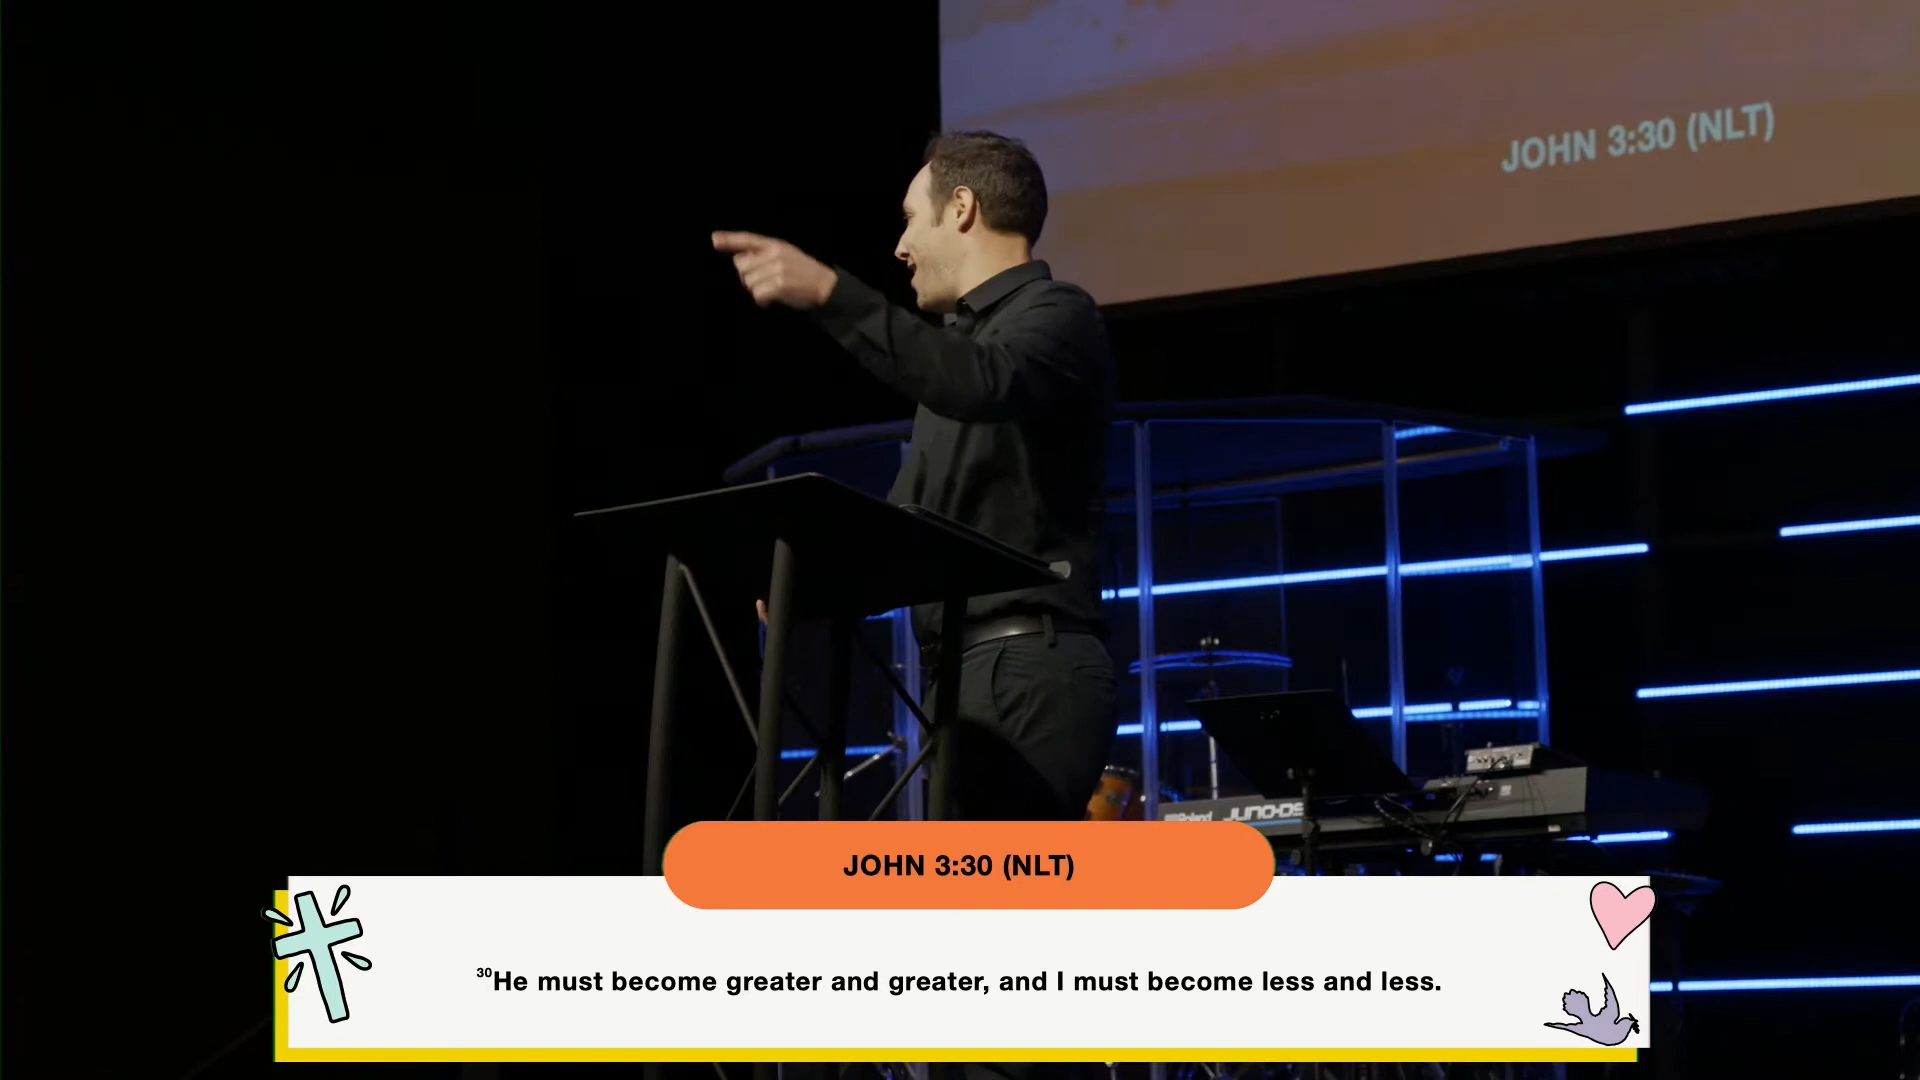 JOHN 3:30 (NLT)
Roland JUNO-DS
JOHN 3:30 (NLT)
30He must become greater and greater, and I must become less and less.